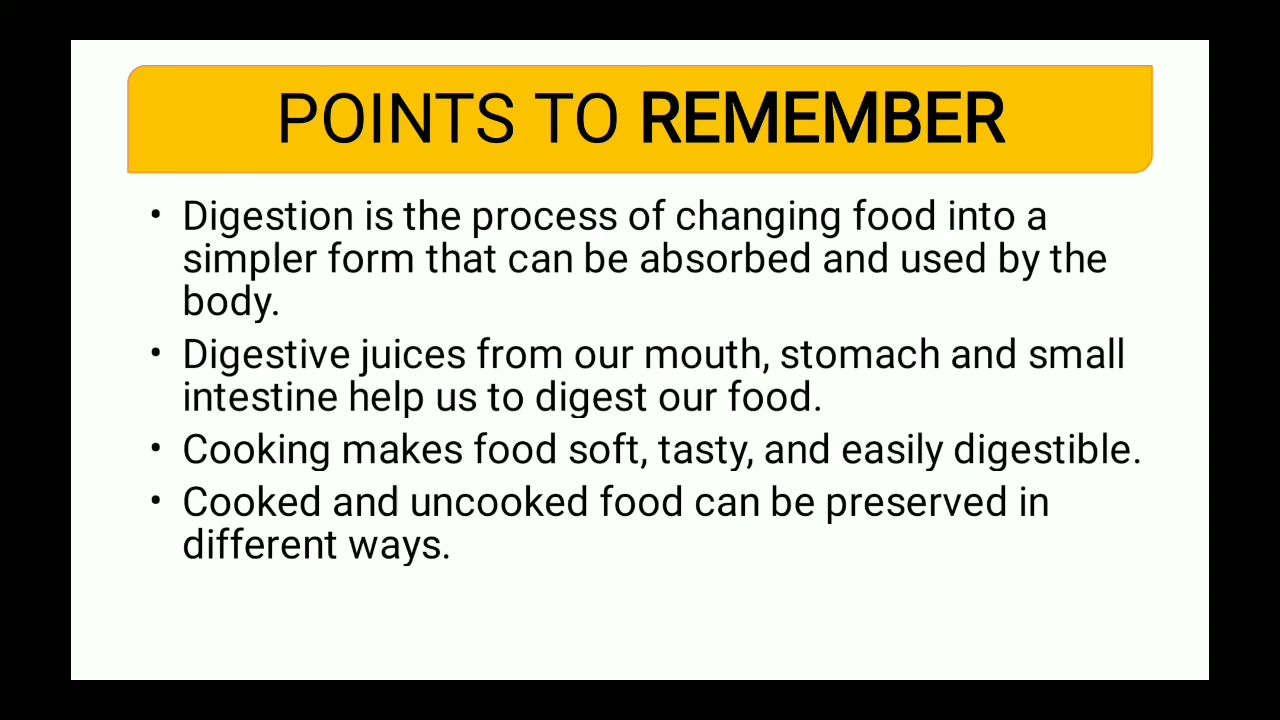 POINTS TO REMEMBER
• Digestion is the process of changing food into a
simpler form that can be absorbed and used by the
body.
• Digestive juices from our mouth, stomach and small
intestine help us to digest our food.
• Cooking makes food soft, tasty, and easily digestible.
• Cooked and uncooked food can be preserved in
different ways.